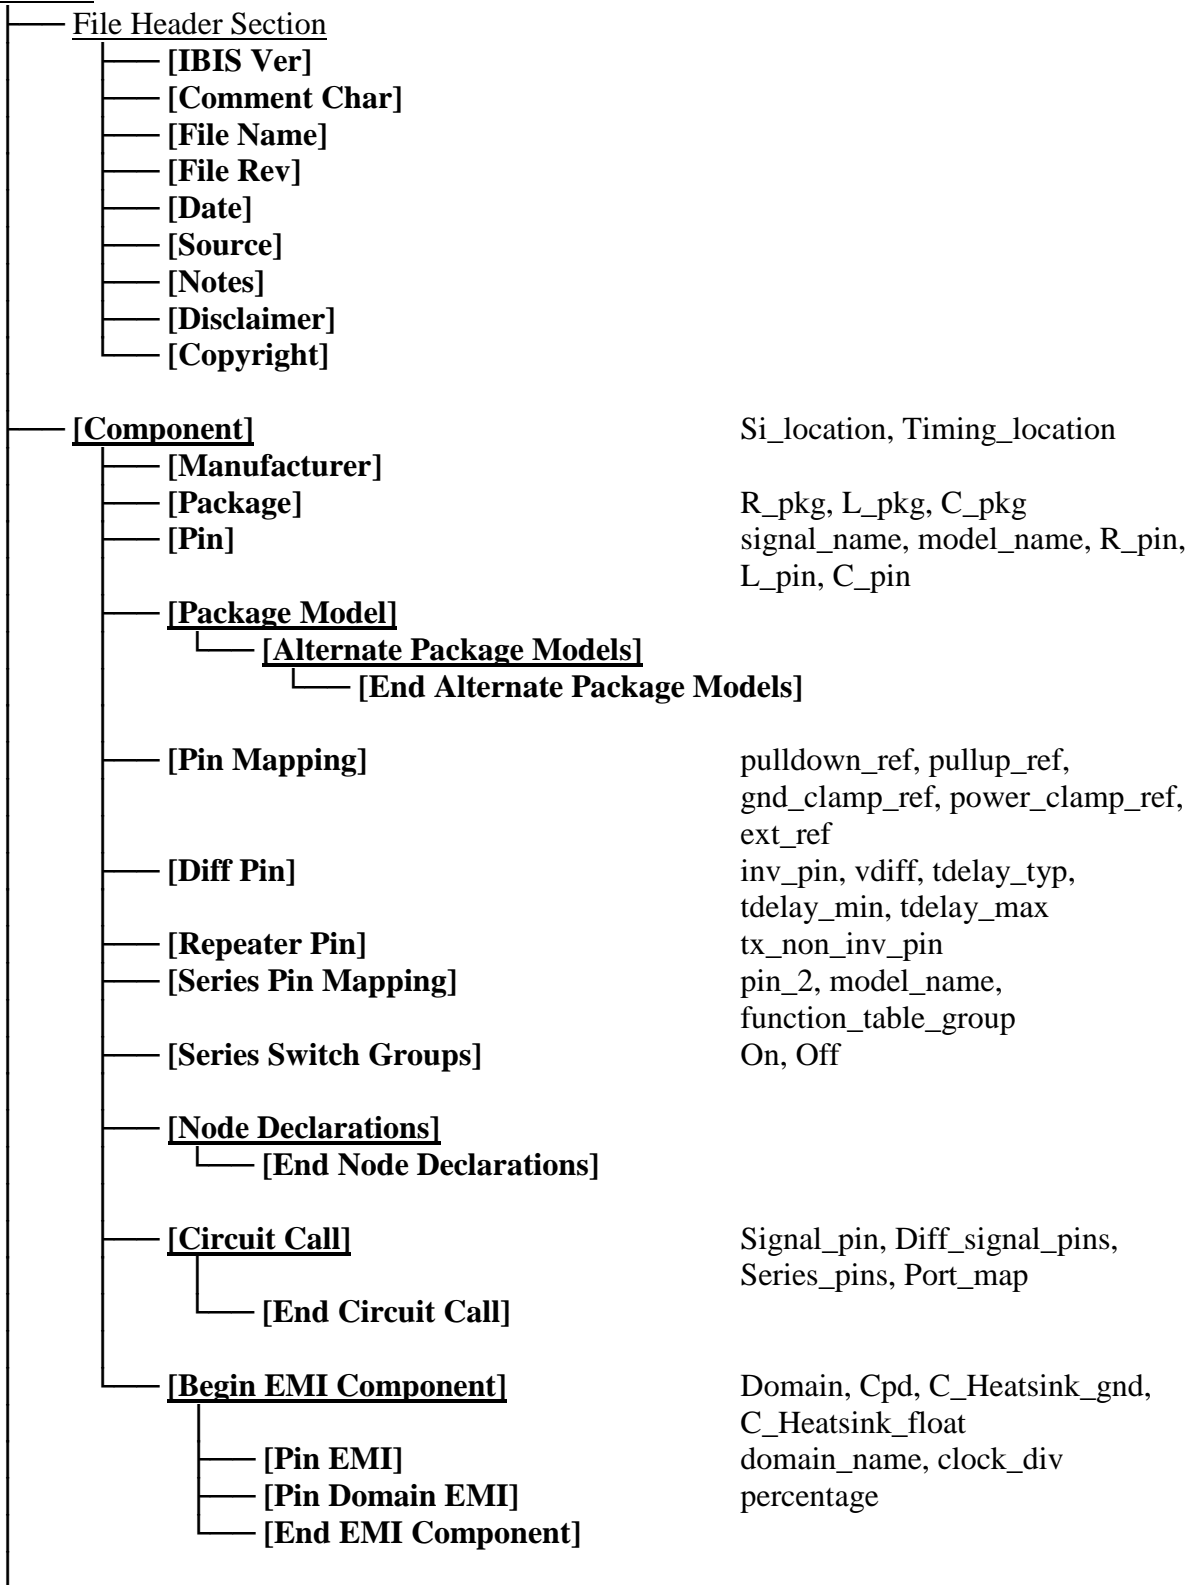 File Header Section
[IBIS Ver]
[Comment Char]
[File Name]
[File Rev]
[Date]
[Source]
[Notes]
[Disclaimer]
[Copyright]
[Component] Si_location, Timing_location
[Manufacturer]
[Package] R_pkg, L_pkg, C_pkg
[Pin] signal_name, model_name, R_pin,
L_pin, C_pin
[Package Model]
[Alternate Package Models]
[End Alternate Package Models]
[Pin Mapping] pulldown_ref, pullup_ref,
gnd_clamp_ref, power_clamp_ref,
ext_ref
[Diff Pin] inv_pin, vdiff, tdelay_typ,
tdelay_min, tdelay_max
[Repeater Pin] tx_non_inv_pin
[Series Pin Mapping] pin_2, model_name,
function_table_group
[Series Switch Groups] On, Off
[Node Declarations]
[End Node Declarations]
[Circuit Call] Signal_pin, Diff_signal_pins,
Series_pins, Port_map
[End Circuit Call]
[Begin EMI Component] Domain, Cpd, C_Heatsink_gnd,
C_Heatsink_float
[Pin EMI] domain_name, clock_div
[Pin Domain EMI] percentage
[End EMI Component]